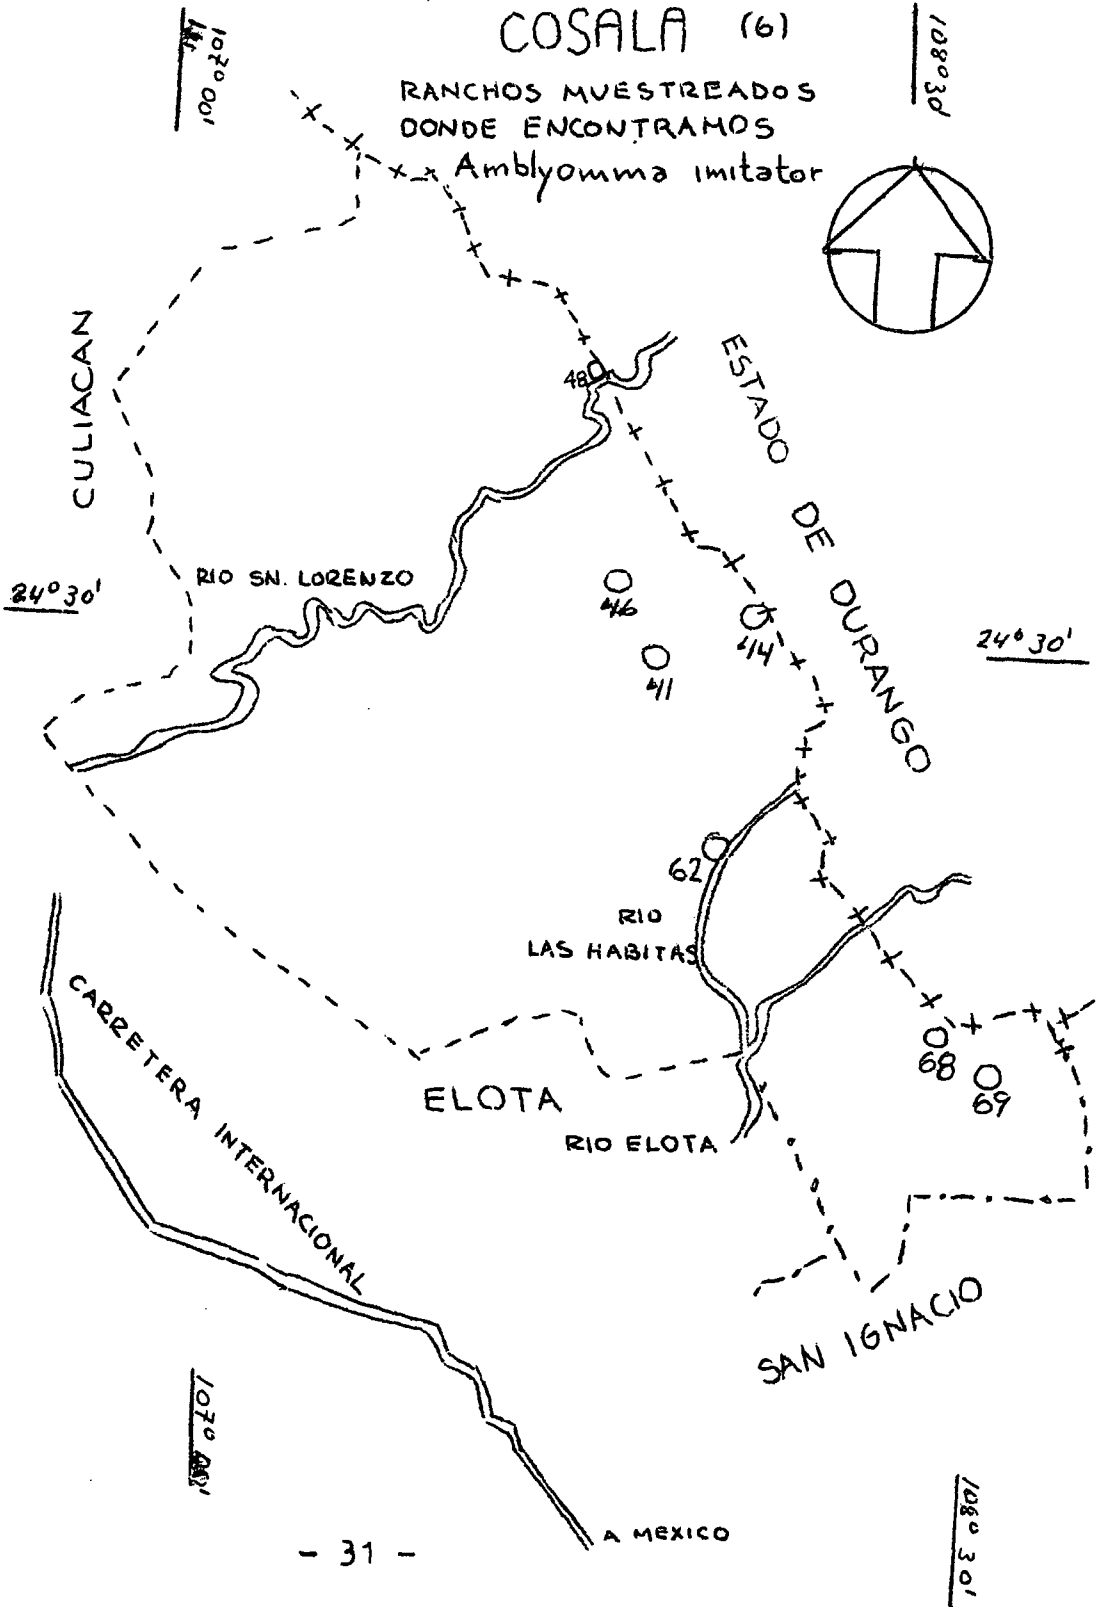 COSALA (6)
107° 00'
108° 30'
RANCHOS MUESTREADOS
DONDE ENCONTRAMOS
Amblyomma imitator
CULIACAN
48
ESTADO DE DURANGO
RIO SN. LORENZO
24° 30'
46
44
24° 30'
41
62
RIO
LAS HABITAS
CARRETERA INTERNACIONAL
68
69
ELOTA
RIO ELOTA
SAN IGNACIO
107°
108° 30'
A MEXICO
- 31 -